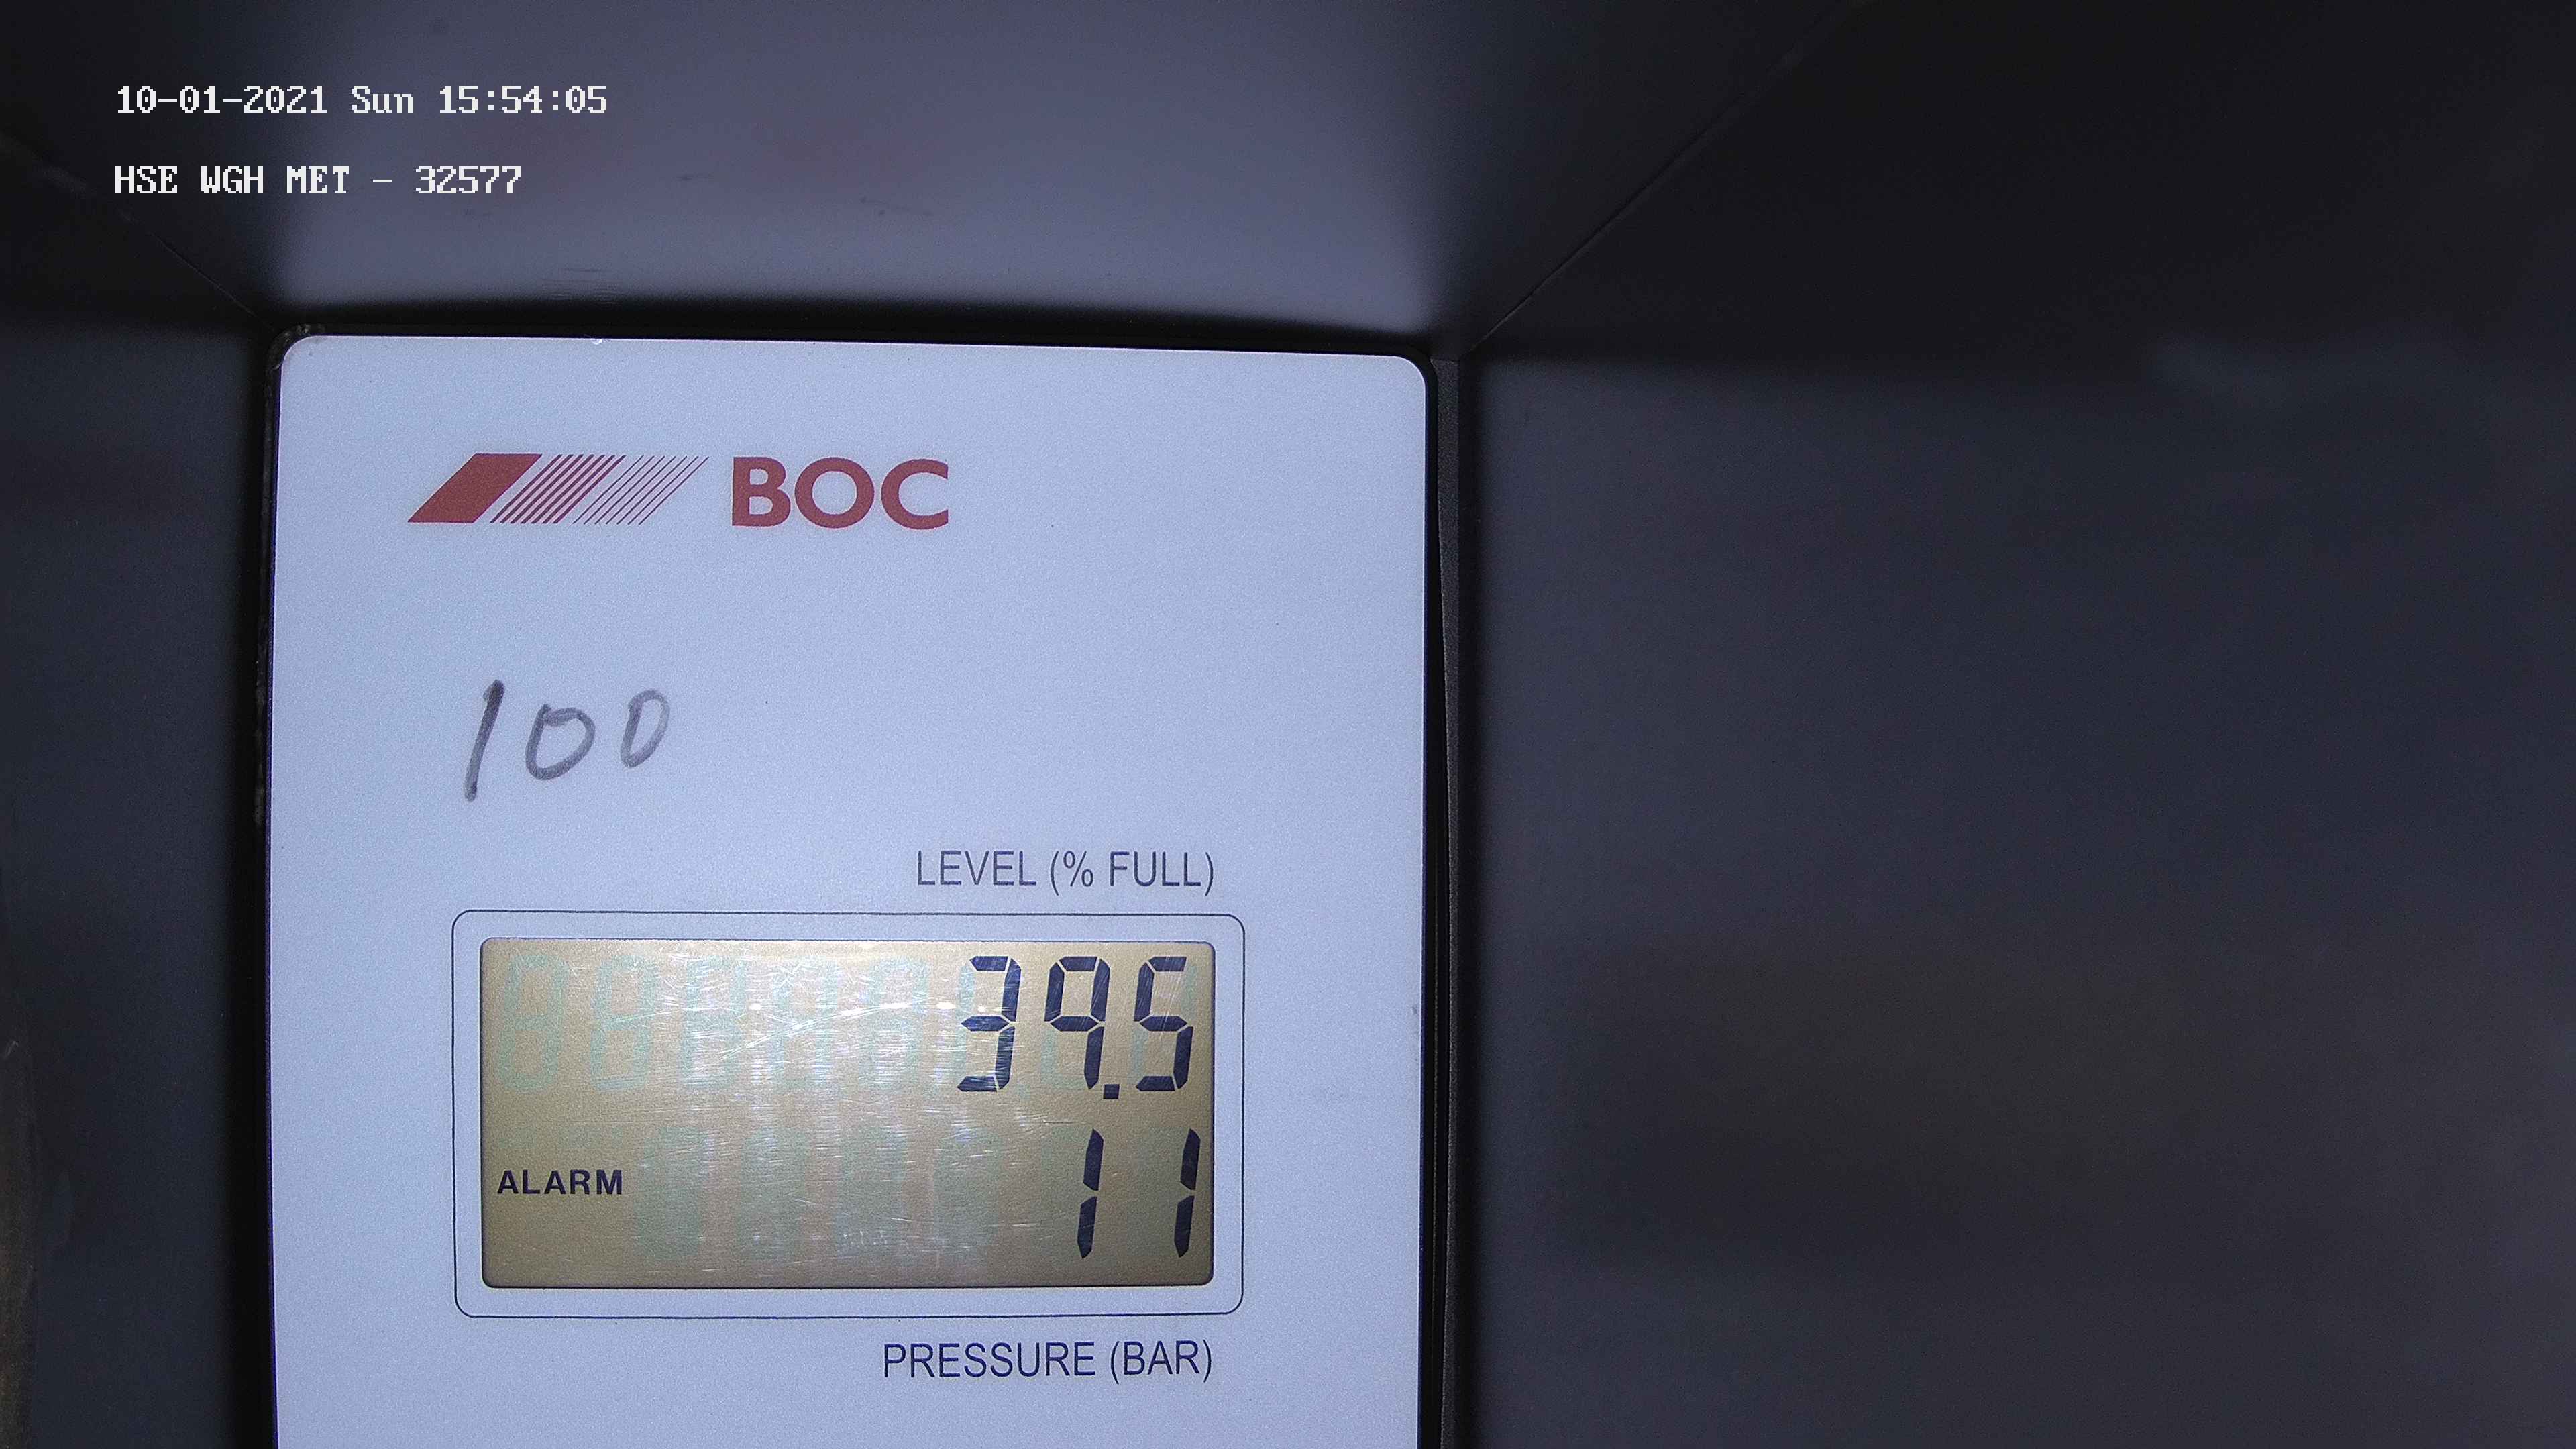 10-01-2021 Sun 15:54:05
HSE WGH MET - 32577
BOC
100
LEVEL (% FULL)
39.5
ALARM 11
PRESSURE (BAR)